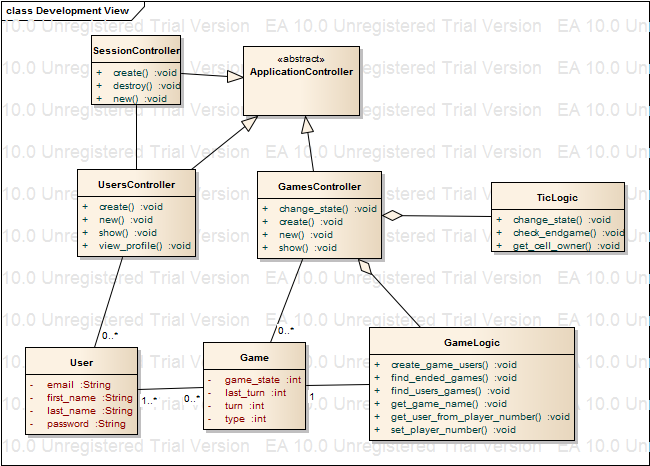 class Development View
EA 10.0 Unregistered Trial Version EA 10.0 Unregistered Trial Version EA 10.0 Unre
SessionController
+ create() :void
+ destroy() :void
+ new() :void
«abstract»
ApplicationController
UsersController
+ create() :void
+ new() :void
+ show() :void
+ view_profile() :void
GamesController
+ change_state() :void
+ create() :void
+ new() :void
+ show() :void
TicLogic
+ change_state() :void
+ check_endgame() :void
+ get_cell_owner() :void
0..*
0..*
User
- email :String
- first_name :String
- last_name :String
- password :String
1..*
0..*
Game
- game_state :int
- last_turn :int
- turn :int
- type :int
1
GameLogic
+ create_game_users() :void
+ find_ended_games() :void
+ find_users_games() :void
+ get_game_name() :void
+ get_user_from_player_number() :void
+ set_player_number() :void